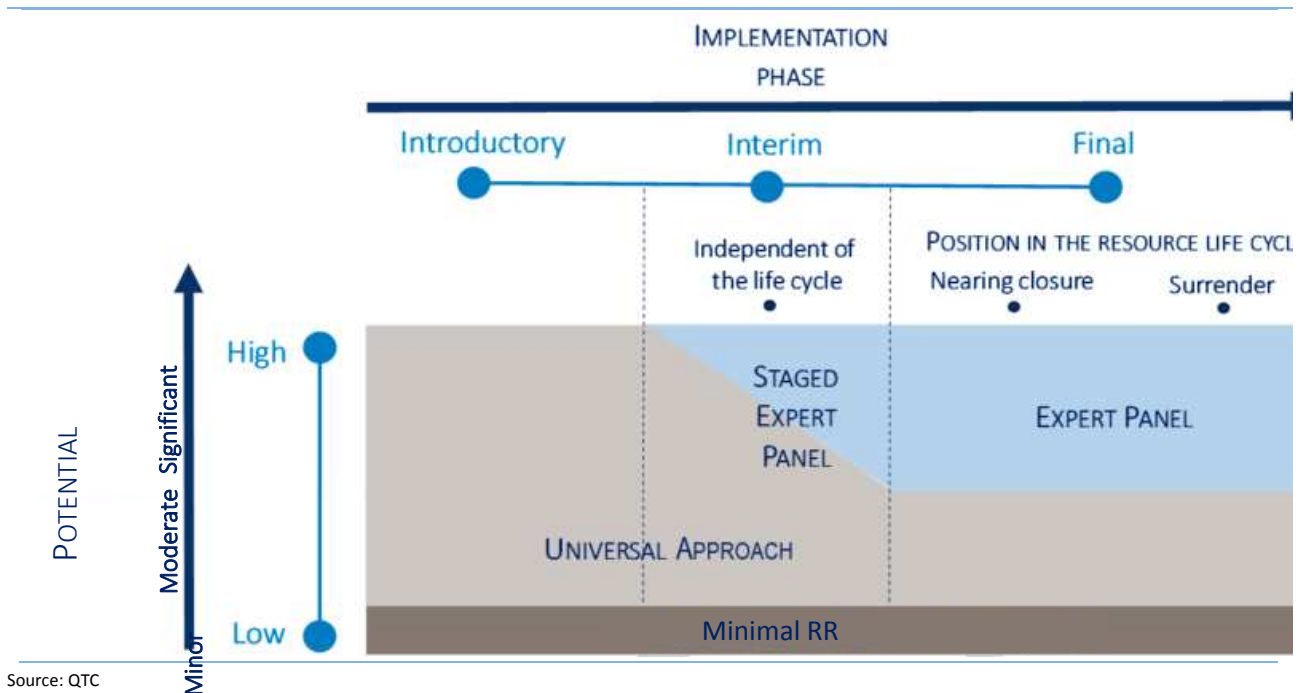 IMPLEMENTATION
PHASE
Introductory Interim Final
Independent of
the life cycle
POSITION IN THE RESOURCE LIFE CYCL
Nearing closure Surrender
High
Low
POTENTIAL
Minor Moderate Significant
STAGED
EXPERT
PANEL
EXPERT PANEL
UNIVERSAL APPROACH
Minimal RR
Source: QTC